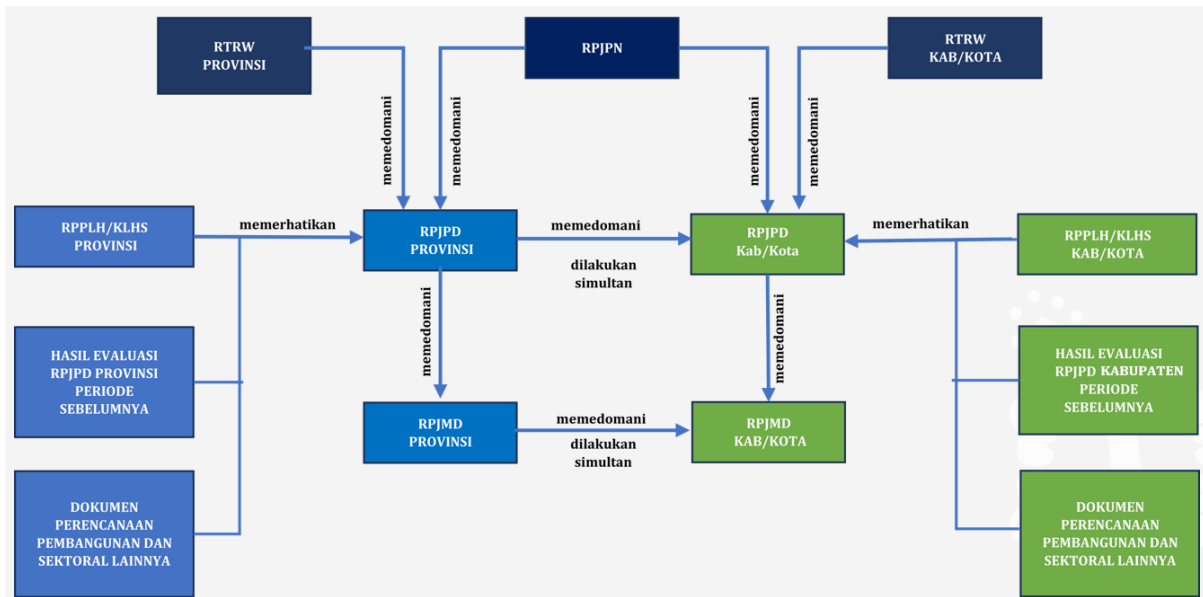 RTRW
PROVINSI
RPJPN
RTRW
KAB/KOTA
memedomani
memedomani
memedomani
memedomani
RPPLH/KLHS
PROVINSI
memerhatikan
RPJPD
PROVINSI
memedomani
dilakukan
simultan
RPJPD
Kab/Kota
memerhatikan
RPPLH/KLHS
KAB/KOTA
memedomani
memedomani
HASIL EVALUASI
RPJPD PROVINSI
PERIODE
SEBELUMNYA
HASIL EVALUASI
RPJPD KABUPATEN
PERIODE
SEBELUMNYA
RPJMD
PROVINSI
memedomani
dilakukan
simultan
RPJMD
KAB/KOTA
DOKUMEN
PERENCANAAN
PEMBANGUNAN DAN
SEKTORAL LAINNYA
DOKUMEN
PERENCANAAN
PEMBANGUNAN DAN
SEKTORAL LAINNYA